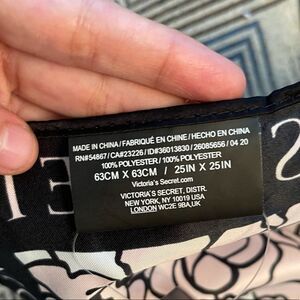 MADE IN CHINA / FABRIQUÉ EN CHINE / HECHO EN CHINA
RN#54867 / CA#23226 / ID#36013830 / 26085656 / 04 20
100% POLYESTER / 100% POLYESTER
63CM X 63CM / 25IN X 25IN
Victoria's Secret.com
VICTORIA'S SECRET, DISTR.
NEW YORK, NY 10019 USA
LONDON WC2E 9BA,UK